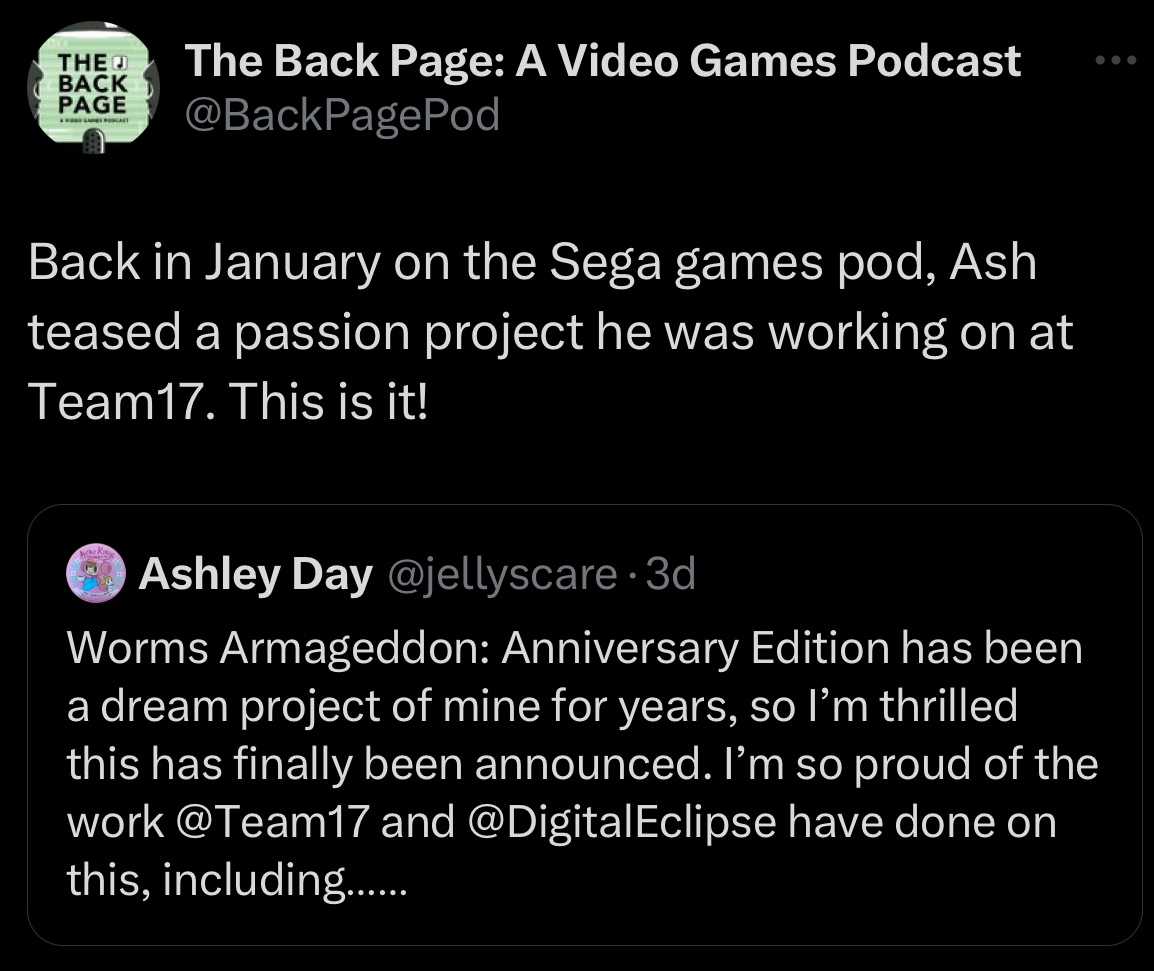 THE
BACK
PAGE
A VIDEO GAMES PODCAST
The Back Page: A Video Games Podcast
@BackPagePod
Back in January on the Sega games pod, Ash
teased a passion project he was working on at
Team17. This is it!
Ashley Day @jellyscare · 3d
Worms Armageddon: Anniversary Edition has been
a dream project of mine for years, so I’m thrilled
this has finally been announced. I’m so proud of the
work @Team17 and @DigitalEclipse have done on
this, including......